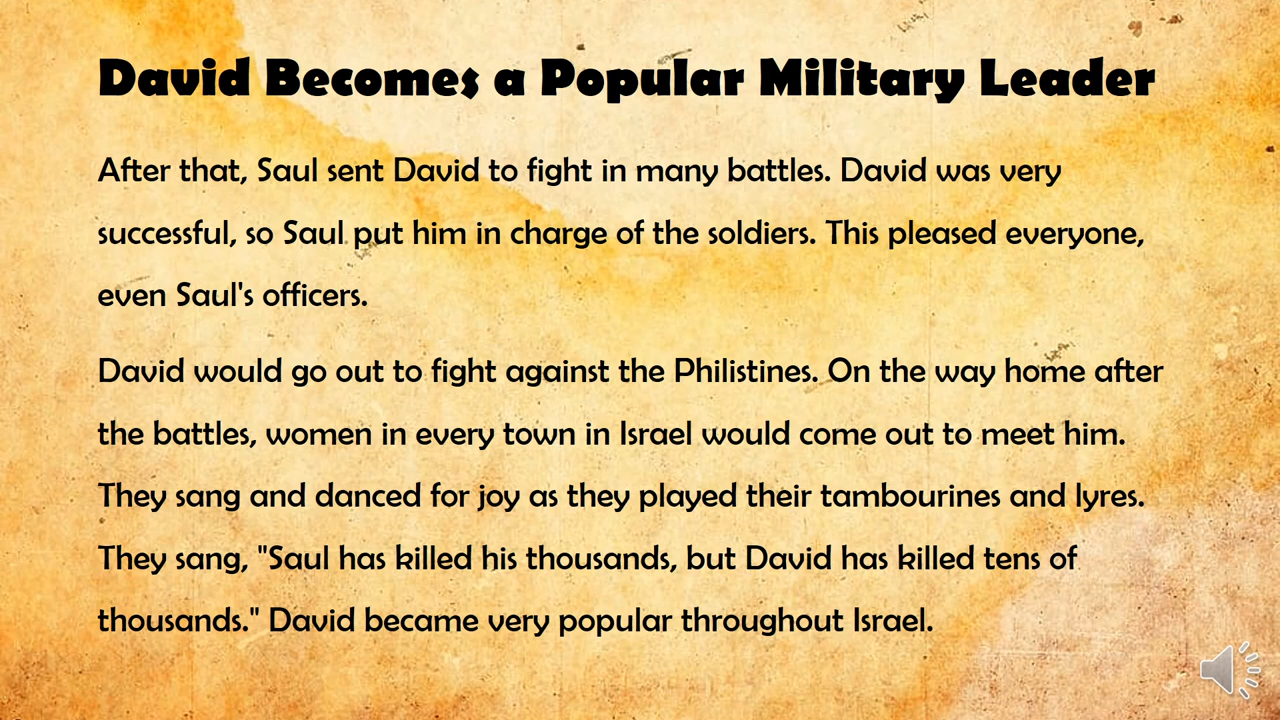 David Becomes a Popular Military Leader
After that, Saul sent David to fight in many battles. David was very
successful, so Saul put him in charge of the soldiers. This pleased everyone,
even Saul's officers.
David would go out to fight against the Philistines. On the way home after
the battles, women in every town in Israel would come out to meet him.
They sang and danced for joy as they played their tambourines and lyres.
They sang, "Saul has killed his thousands, but David has killed tens of
thousands." David became very popular throughout Israel.